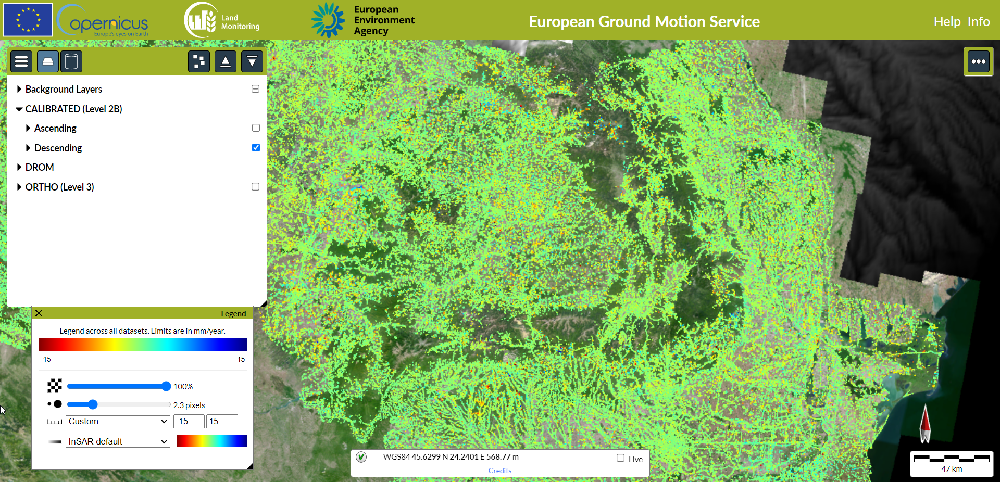 opernicus
Europe's eyes on Earth
Land
Monitoring
European
Environment
Agency
European Ground Motion Service
Help Info
Background Layers
CALIBRATED (Level 2B)
Ascending
Descending
DROM
ORTHO (Level 3)
Legend
Legend across all datasets. Limits are in mm/year.
-15 15
100%
2.3 pixels
Custom... -15 15
InSAR default
WGS84 45.6299 N 24.2401 E 568.77 m
Live
Credits
47 km